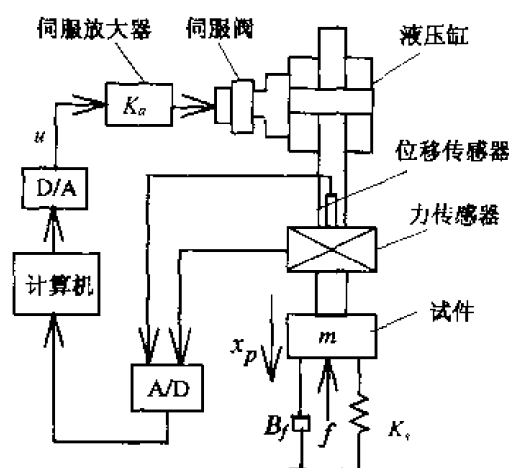 伺服放大器
伺服阀
液压缸
Ka
u
位移传感器
D/A
力传感器
计算机
试件
xp
m
A/D
Bf
f
Ks